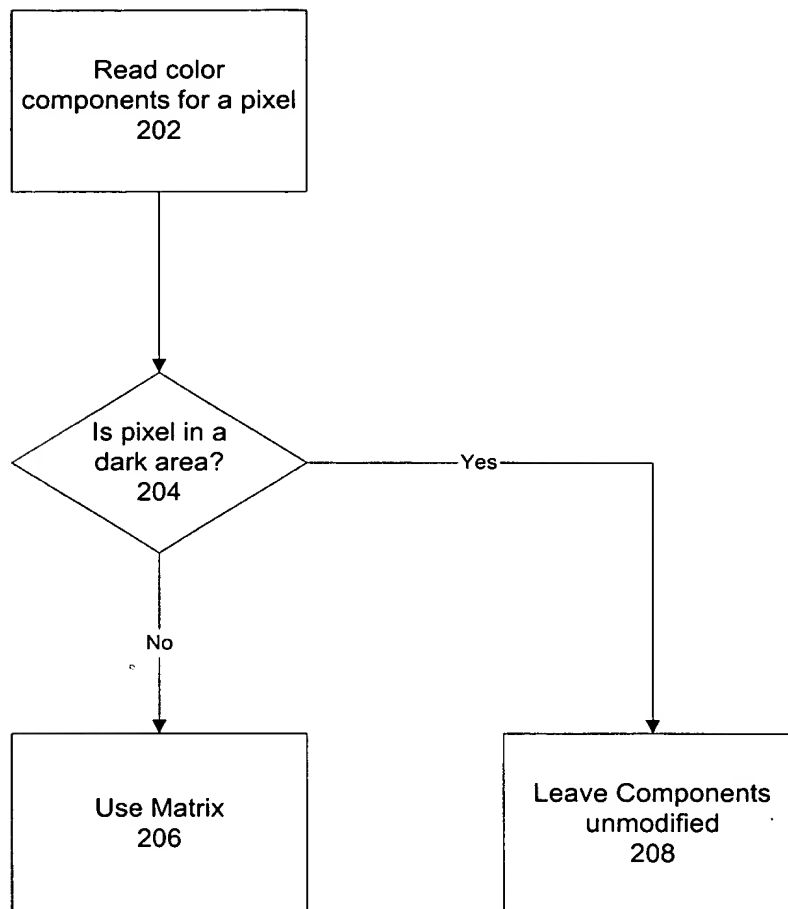 Read color
components for a pixel
202
Is pixel in a
dark area?
204
Yes
No
Use Matrix
206
Leave Components
unmodified
208